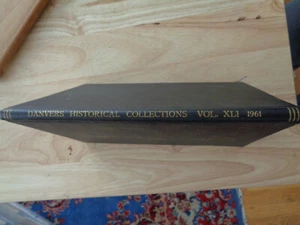 DANVERS HISTORICAL COLLECTIONS VOL. XLI 1961